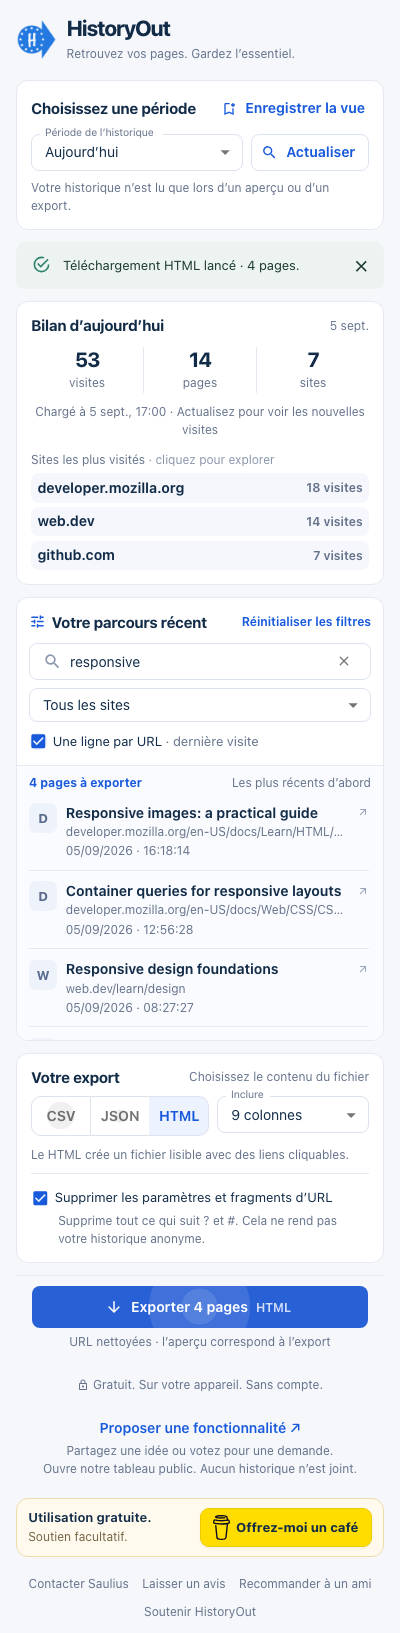 HistoryOut
Retrouvez vos pages. Gardez l’essentiel.
Choisissez une période
Enregistrer la vue
Période de l’historique
Aujourd’hui
Actualiser
Votre historique n’est lu que lors d’un aperçu ou d’un
export.
Téléchargement HTML lancé · 4 pages.
Bilan d’aujourd’hui
5 sept.
53
14
7
visites
pages
sites
Chargé à 5 sept., 17:00 · Actualisez pour voir les nouvelles
visites
Sites les plus visités · cliquez pour explorer
developer.mozilla.org
18 visites
web.dev
14 visites
github.com
7 visites
Votre parcours récent
Réinitialiser les filtres
responsive
Tous les sites
Une ligne par URL · dernière visite
4 pages à exporter
Les plus récents d’abord
D
Responsive images: a practical guide
developer.mozilla.org/en-US/docs/Learn/HTML/...
05/09/2026 · 16:18:14
D
Container queries for responsive layouts
developer.mozilla.org/en-US/docs/Web/CSS/CS...
05/09/2026 · 12:56:28
W
Responsive design foundations
web.dev/learn/design
05/09/2026 · 08:27:27
Votre export
Choisissez le contenu du fichier
CSV
JSON
HTML
Inclure
9 colonnes
Le HTML crée un fichier lisible avec des liens cliquables.
Supprimer les paramètres et fragments d’URL
Supprime tout ce qui suit ? et #. Cela ne rend pas
votre historique anonyme.
Exporter 4 pages HTML
URL nettoyées · l’aperçu correspond à l’export
Gratuit. Sur votre appareil. Sans compte.
Proposer une fonctionnalité ↗
Partagez une idée ou votez pour une demande.
Ouvre notre tableau public. Aucun historique n’est joint.
Utilisation gratuite.
Soutien facultatif.
Offrez-moi un café
Contacter Saulius
Laisser un avis
Recommander à un ami
Soutenir HistoryOut